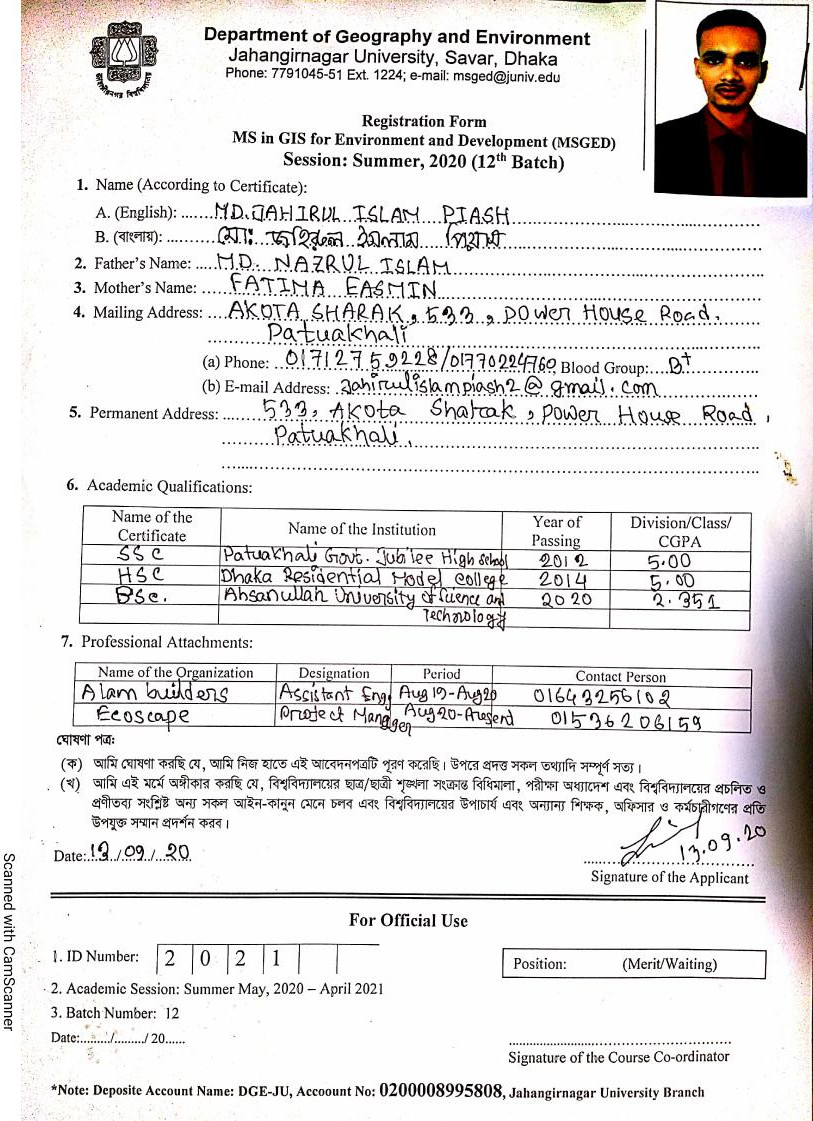 Department of Geography and Environment
Jahangirnagar University, Savar, Dhaka
Phone: 7791045-51 Ext. 1224; e-mail: msged@juniv.edu
Registration Form
MS in GIS for Environment and Development (MSGED)
Session: Summer, 2020 (12th Batch)
1. Name (According to Certificate):
A. (English): MD. JAHIRUL ISLAM PIASH
B. (বাংলায়): মোঃ জহিরুল ইসলাম পিয়াশ
2. Father's Name: MD. NAZRUL ISLAM
3. Mother's Name: FATIMA EASMIN
4. Mailing Address: AKOTA SHARAK, 533, POWER HOUSE Road,
Patuakhali
(a) Phone: 01712759228/01770224760 Blood Group: B+
(b) E-mail Address: Jahirulislampiash2@gmail.com
5. Permanent Address: 533, AKota Sharak, Power House Road,
Patuakhali.
6. Academic Qualifications:
Name of the Certificate Name of the Institution Year of Passing Division/Class/CGPA
SSC Patuakhali Govt. Jubilee High School 2012 5.00
HSC Dhaka Residential Model College 2014 5.00
BSc. Ahsanullah University of Science and 2020 2.351
Technology
7. Professional Attachments:
Name of the Organization Designation Period Contact Person
Alam builders Assistant Eng. Aug 19-Aug 20 01643256102
Ecoscape Project Manager Aug 20-Present 01536206159
ঘোষণা পত্র:
(ক) আমি ঘোষণা করছি যে, আমি নিজ হাতে এই আবেদনপত্রটি পূরণ করেছি। উপরে প্রদত্ত সকল তথ্যাদি সম্পূর্ণ সত্য।
(খ) আমি এই মর্মে অঙ্গীকার করছি যে, বিশ্ববিদ্যালয়ের ছাত্র/ছাত্রী শৃঙ্খলা সংক্রান্ত বিধিমালা, পরীক্ষা অধ্যাদেশ এবং বিশ্ববিদ্যালয়ের প্রচলিত ও
প্রণীতব্য সংশ্লিষ্ট অন্য সকল আইন-কানুন মেনে চলব এবং বিশ্ববিদ্যালয়ের উপাচার্য এবং অন্যান্য শিক্ষক, অফিসার ও কর্মচারীগণের প্রতি
উপযুক্ত সম্মান প্রদর্শন করব।
13.09.20
Date: 13/09/20
Signature of the Applicant
For Official Use
1. ID Number: 2 0 2 1
Position: (Merit/Waiting)
2. Academic Session: Summer May, 2020 – April 2021
3. Batch Number: 12
Date:......../......../ 20......
Signature of the Course Co-ordinator
*Note: Deposite Account Name: DGE-JU, Accoount No: 0200008995808, Jahangirnagar University Branch
Scanned with CamScanner